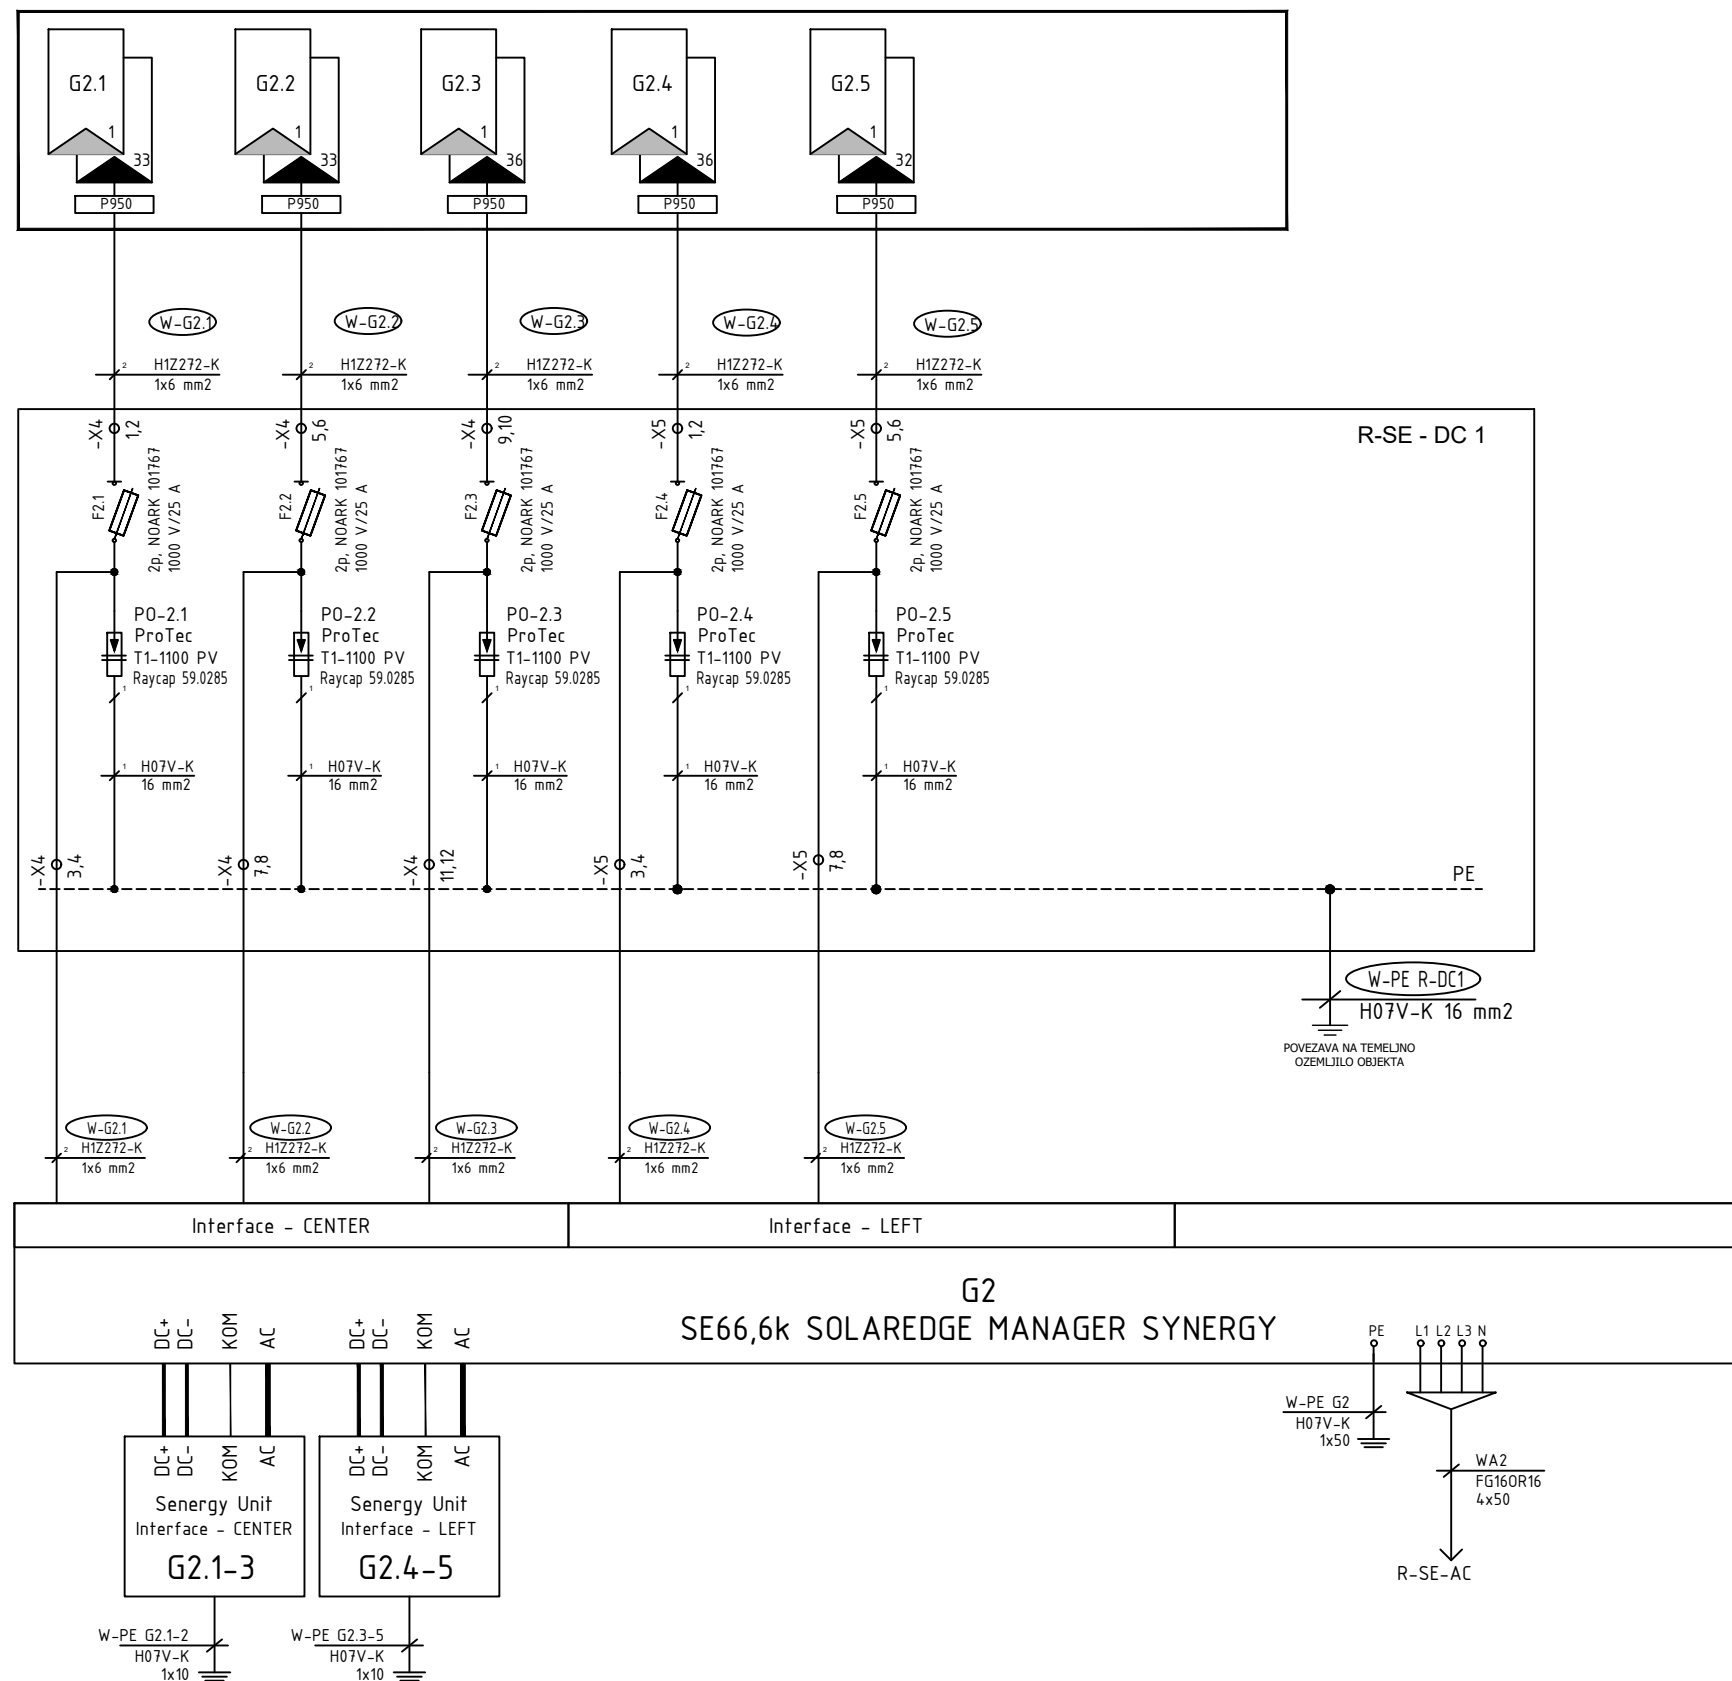 G2.1 G2.2 G2.3 G2.4 G2.5
1 1 1 1 1
33 33 36 36 32
P950 P950 P950 P950 P950
W-G2.1 W-G2.2 W-G2.3 W-G2.4 W-G2.5
2 H1Z272-K 2 H1Z272-K 2 H1Z272-K 2 H1Z272-K 2 H1Z272-K
1x6 mm2 1x6 mm2 1x6 mm2 1x6 mm2 1x6 mm2
R-SE - DC 1
-X4 1,2 -X4 5,6 -X4 9,10 -X5 1,2 -X5 5,6
F2.1
2p, NOARK 101767
1000 V/25 A
F2.2
2p, NOARK 101767
1000 V/25 A
F2.3
2p, NOARK 101767
1000 V/25 A
F2.4
2p, NOARK 101767
1000 V/25 A
F2.5
2p, NOARK 101767
1000 V/25 A
PO-2.1 PO-2.2 PO-2.3 PO-2.4 PO-2.5
ProTec ProTec ProTec ProTec ProTec
T1-1100 PV T1-1100 PV T1-1100 PV T1-1100 PV T1-1100 PV
Raycap 59.0285 Raycap 59.0285 Raycap 59.0285 Raycap 59.0285 Raycap 59.0285
1 1 1 1 1
1 H07V-K 1 H07V-K 1 H07V-K 1 H07V-K 1 H07V-K
16 mm2 16 mm2 16 mm2 16 mm2 16 mm2
-X4 3,4 -X4 7,8 -X4 11,12 -X5 3,4 -X5 7,8
PE
W-PE R-DC1
H07V-K 16 mm2
POVEZAVA NA TEMELJNO
OZEMLJILO OBJEKTA
W-G2.1 W-G2.2 W-G2.3 W-G2.4 W-G2.5
2 H1Z272-K 2 H1Z272-K 2 H1Z272-K 2 H1Z272-K 2 H1Z272-K
1x6 mm2 1x6 mm2 1x6 mm2 1x6 mm2 1x6 mm2
Interface - CENTER Interface - LEFT
G2
SE66,6k SOLAREDGE MANAGER SYNERGY
DC+ DC- KOM AC DC+ DC- KOM AC
PE L1 L2 L3 N
W-PE G2
H07V-K
1x50
WA2
FG16OR16
4x50
R-SE-AC
DC+ DC- KOM AC DC+ DC- KOM AC
Senergy Unit Senergy Unit
Interface - CENTER Interface - LEFT
G2.1-3 G2.4-5
W-PE G2.1-2 W-PE G2.3-5
H07V-K H07V-K
1x10 1x10